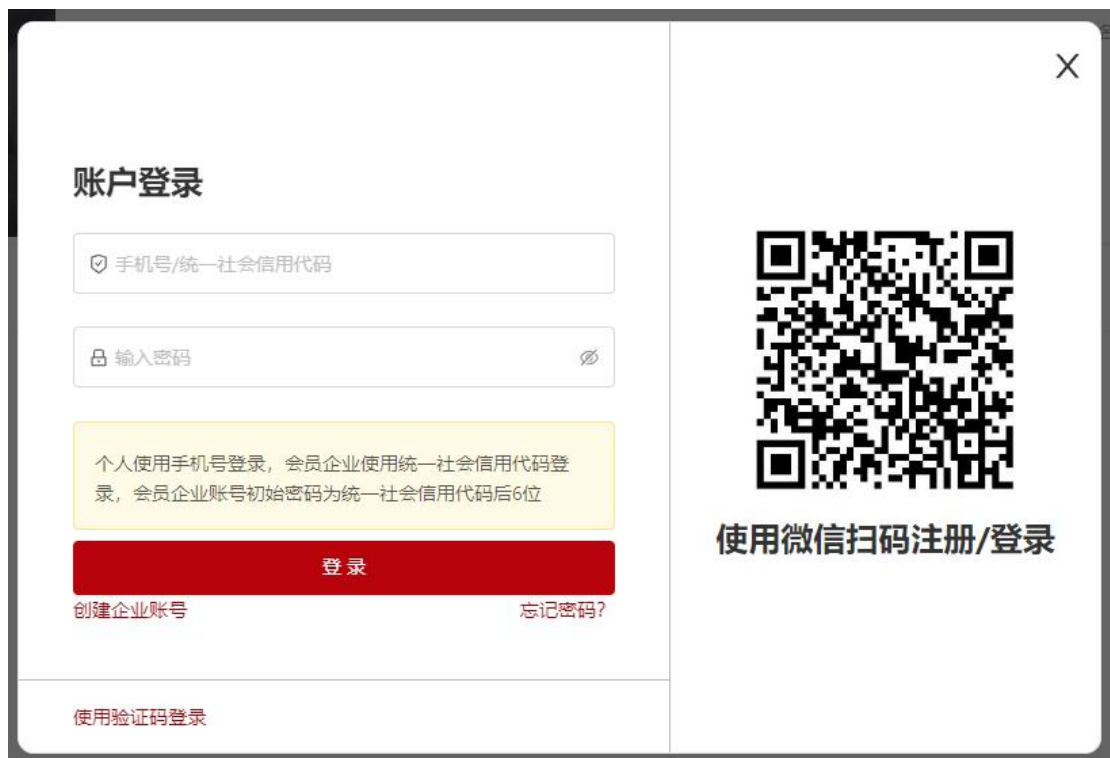 账户登录
手机号/统一社会信用代码
输入密码
个人使用手机号登录，会员企业使用统一社会信用代码登
录，会员企业账号初始密码为统一社会信用代码后6位
登录
创建企业账号
忘记密码?
使用验证码登录
使用微信扫码注册/登录